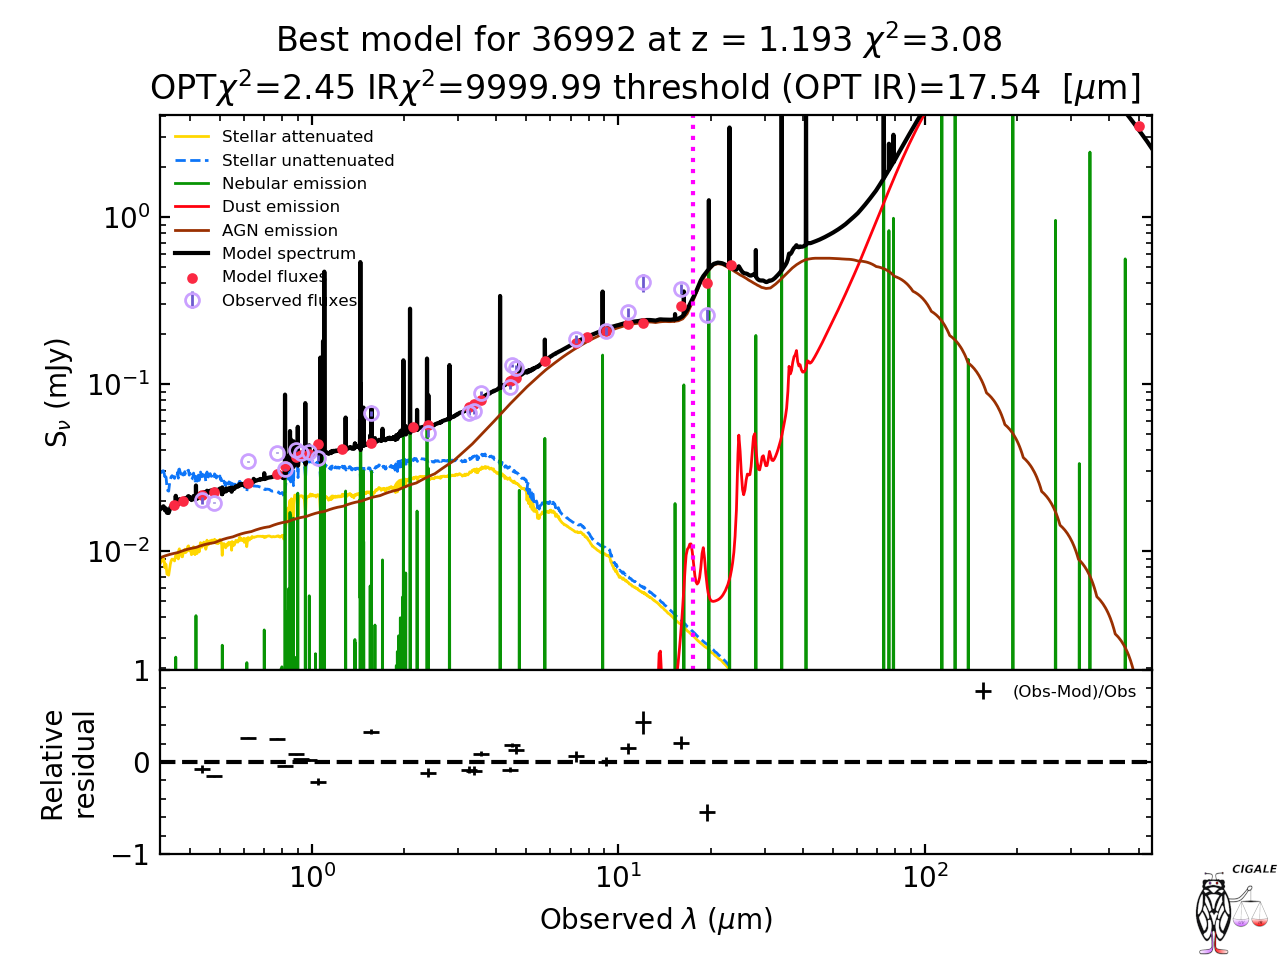 Best model for 36992 at z = 1.193 χ²=3.08
OPTχ²=2.45 IRχ²=9999.99 threshold (OPT IR)=17.54  [μm]
Stellar attenuated
Stellar unattenuated
Nebular emission
Dust emission
AGN emission
Model spectrum
Model fluxes
Observed fluxes
10⁰
10⁻¹
10⁻²
S_ν (mJy)
1
0
−1
Relative
residual
(Obs-Mod)/Obs
10⁰ 10¹ 10²
Observed λ (μm)
CIGALE